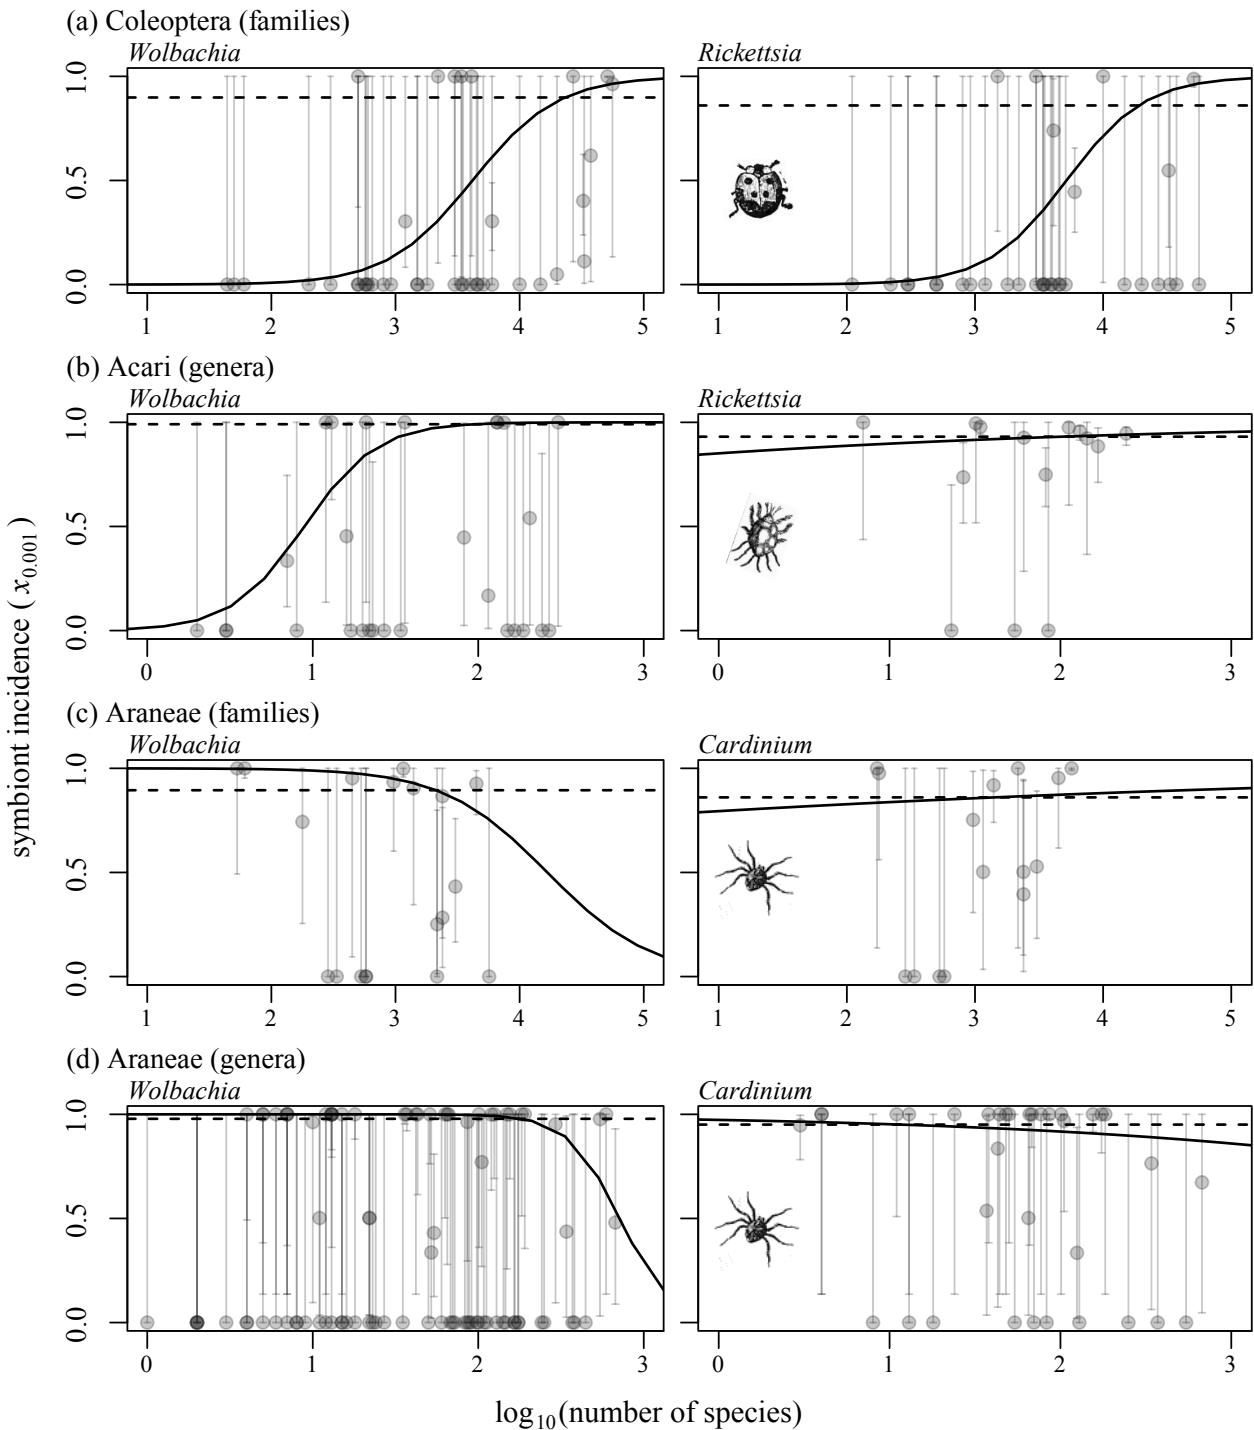 (a) Coleoptera (families)
Wolbachia
Rickettsia
1.0
0.5
0.0
1 2 3 4 5
1 2 3 4 5
(b) Acari (genera)
Wolbachia
Rickettsia
1.0
0.5
0.0
0 1 2 3
0 1 2 3
(c) Araneae (families)
Wolbachia
Cardinium
1.0
0.5
0.0
1 2 3 4 5
1 2 3 4 5
(d) Araneae (genera)
Wolbachia
Cardinium
1.0
0.5
0.0
0 1 2 3
0 1 2 3
symbiont incidence ( x0.001)
log10(number of species)